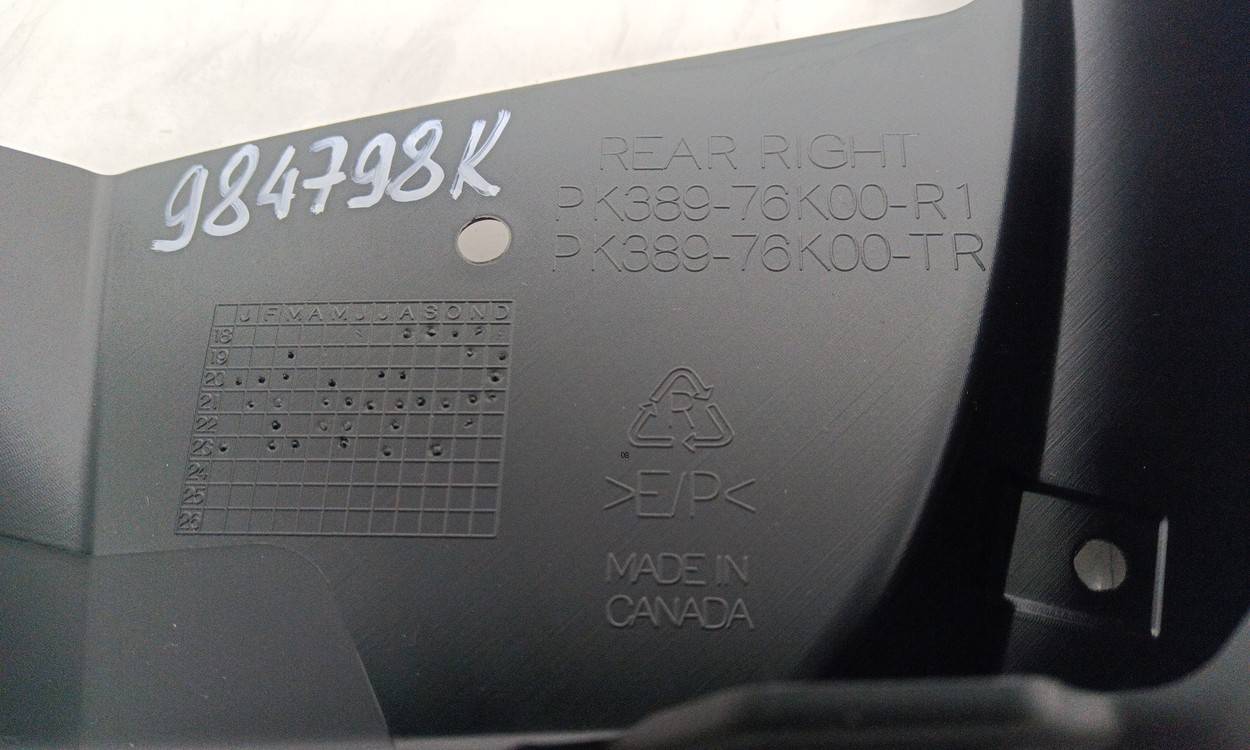 984798K
REAR RIGHT
PK389-76K00-R1
PK389-76K00-TR
J F M A M J J A S O N D
18
19
20
21
22
23
24
25
26
R
08
>E/P<
MADE IN
CANADA